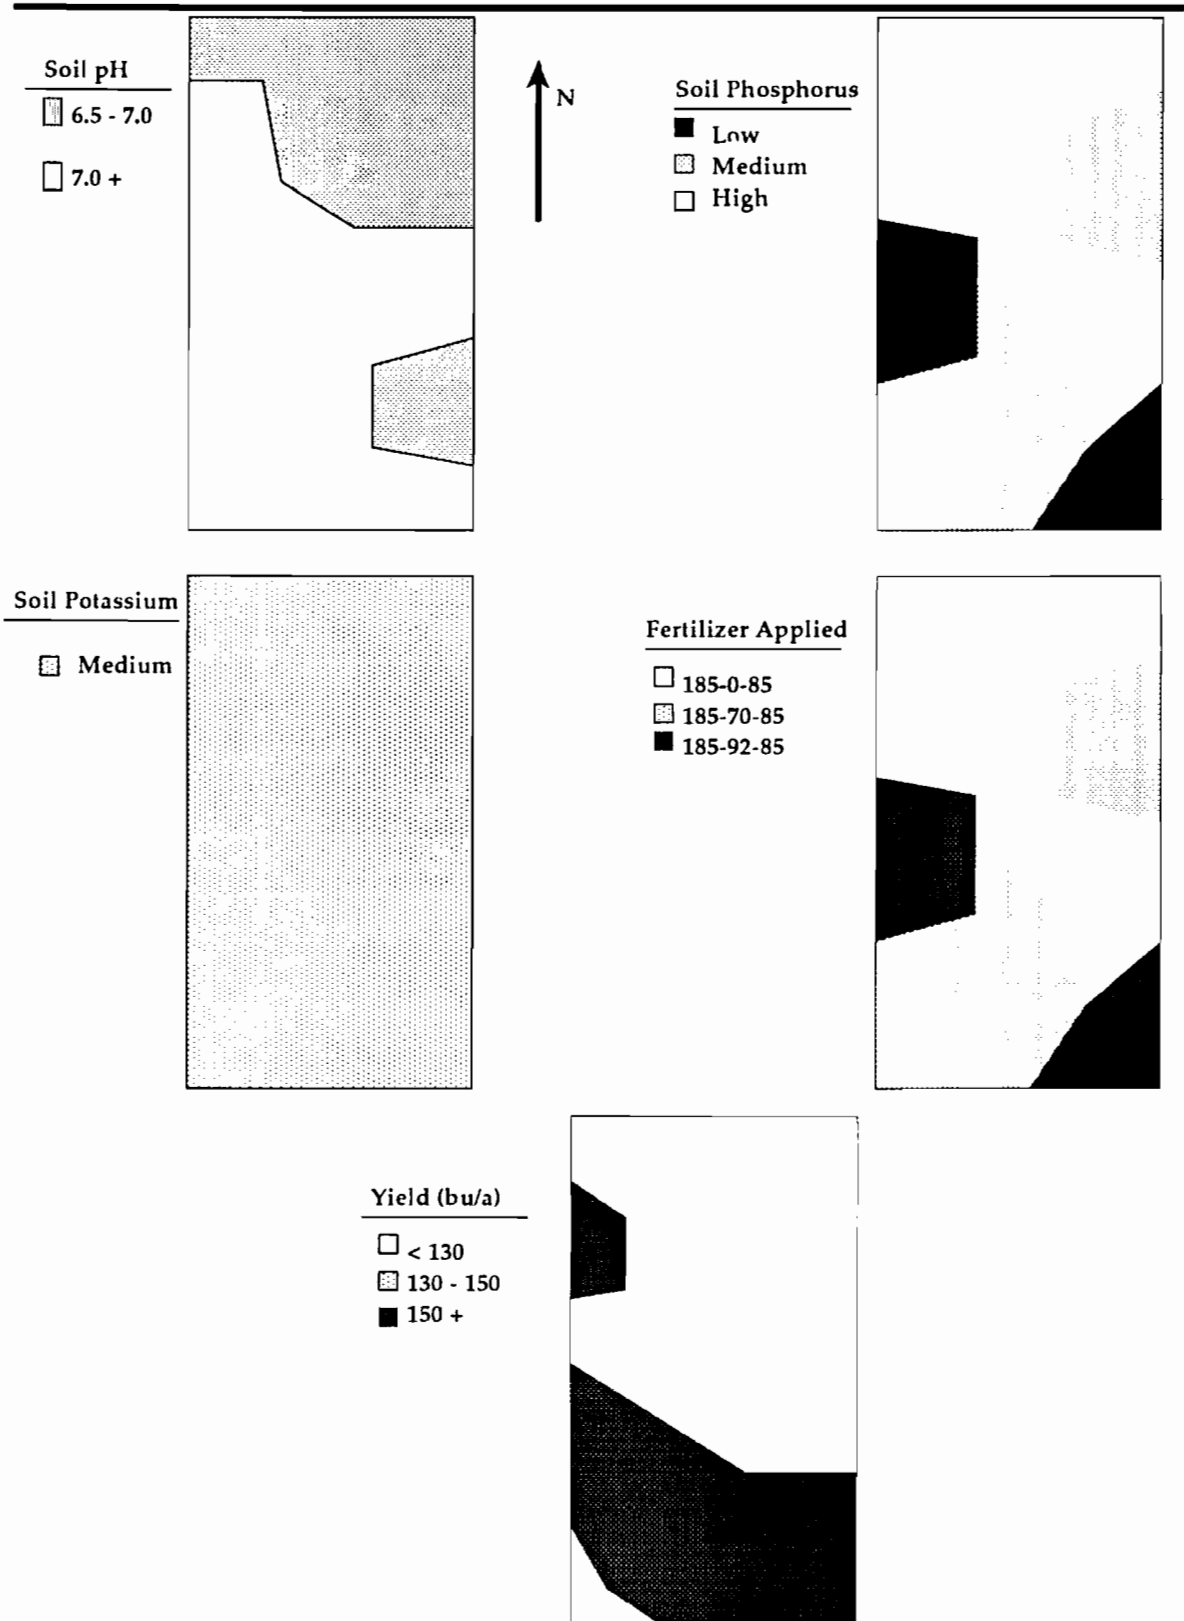 Soil pH
6.5 - 7.0
7.0 +
N
Soil Phosphorus
Low
Medium
High
Soil Potassium
Medium
Fertilizer Applied
185-0-85
185-70-85
185-92-85
Yield (bu/a)
< 130
130 - 150
150 +